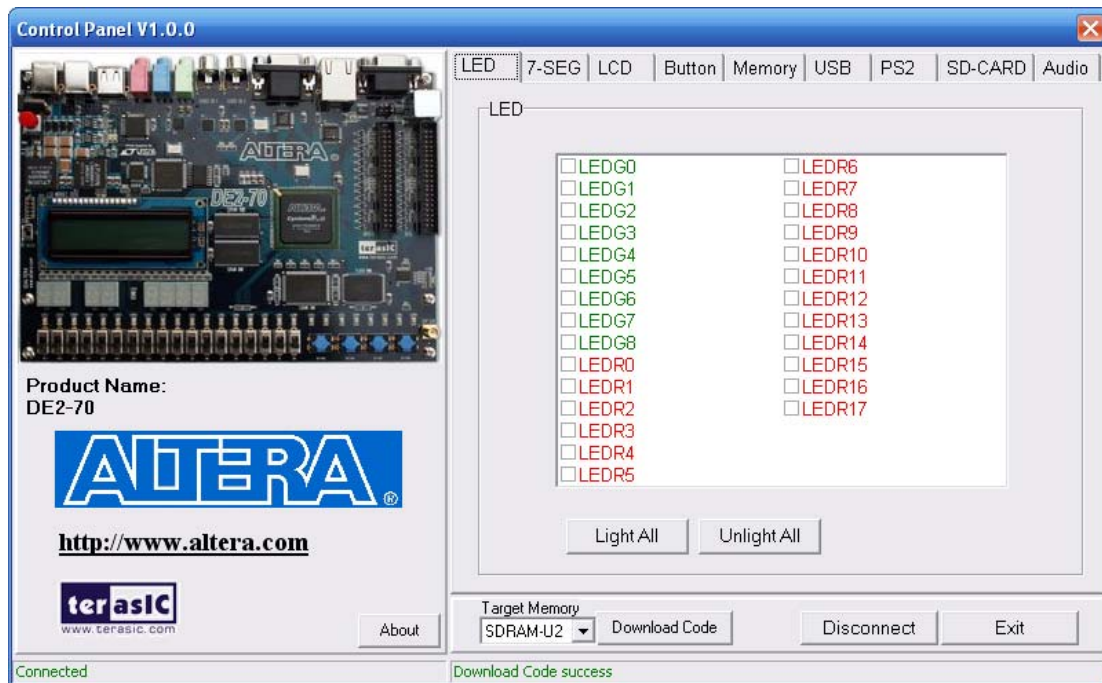 Control Panel V1.0.0
ALTERA
DE2-70
ALTERA
terasIC
Product Name:
DE2-70
ALTERA®
http://www.altera.com
terasIC
www.terasic.com
About
Connected
LED 7-SEG LCD Button Memory USB PS2 SD-CARD Audio
LED
LEDG0
LEDG1
LEDG2
LEDG3
LEDG4
LEDG5
LEDG6
LEDG7
LEDG8
LEDR0
LEDR1
LEDR2
LEDR3
LEDR4
LEDR5
LEDR6
LEDR7
LEDR8
LEDR9
LEDR10
LEDR11
LEDR12
LEDR13
LEDR14
LEDR15
LEDR16
LEDR17
Light All Unlight All
Target Memory
SDRAM-U2 Download Code Disconnect Exit
Download Code success